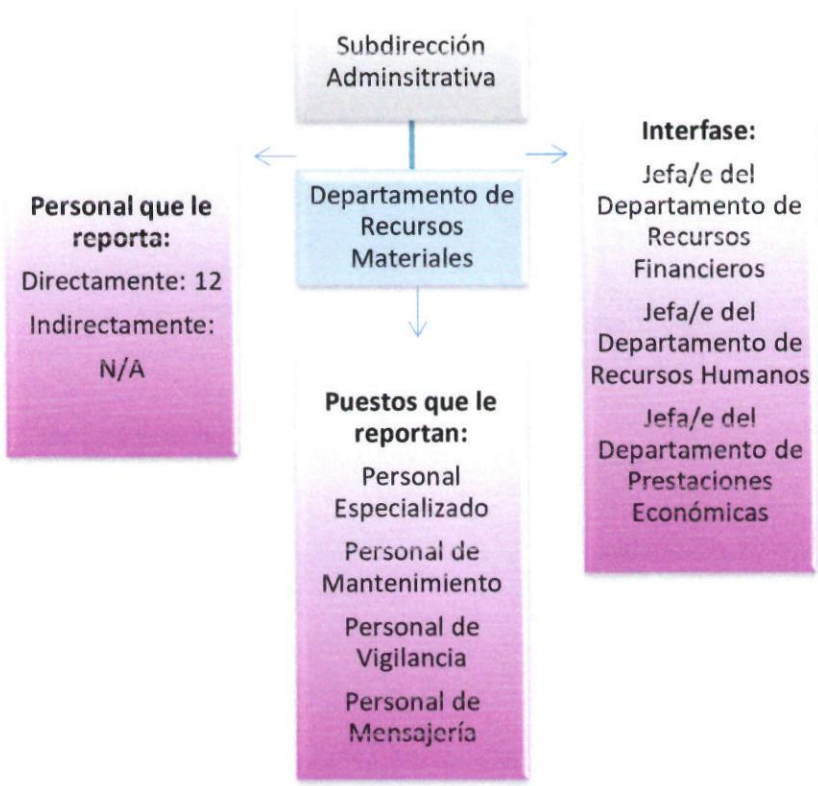 Subdirección
Adminsitrativa
Departamento de
Recursos
Materiales
Personal que le
reporta:
Directamente: 12
Indirectamente:
N/A
Puestos que le
reportan:
Personal
Especializado
Personal de
Mantenimiento
Personal de
Vigilancia
Personal de
Mensajería
Interfase:
Jefa/e del
Departamento de
Recursos
Financieros
Jefa/e del
Departamento de
Recursos Humanos
Jefa/e del
Departamento de
Prestaciones
Económicas